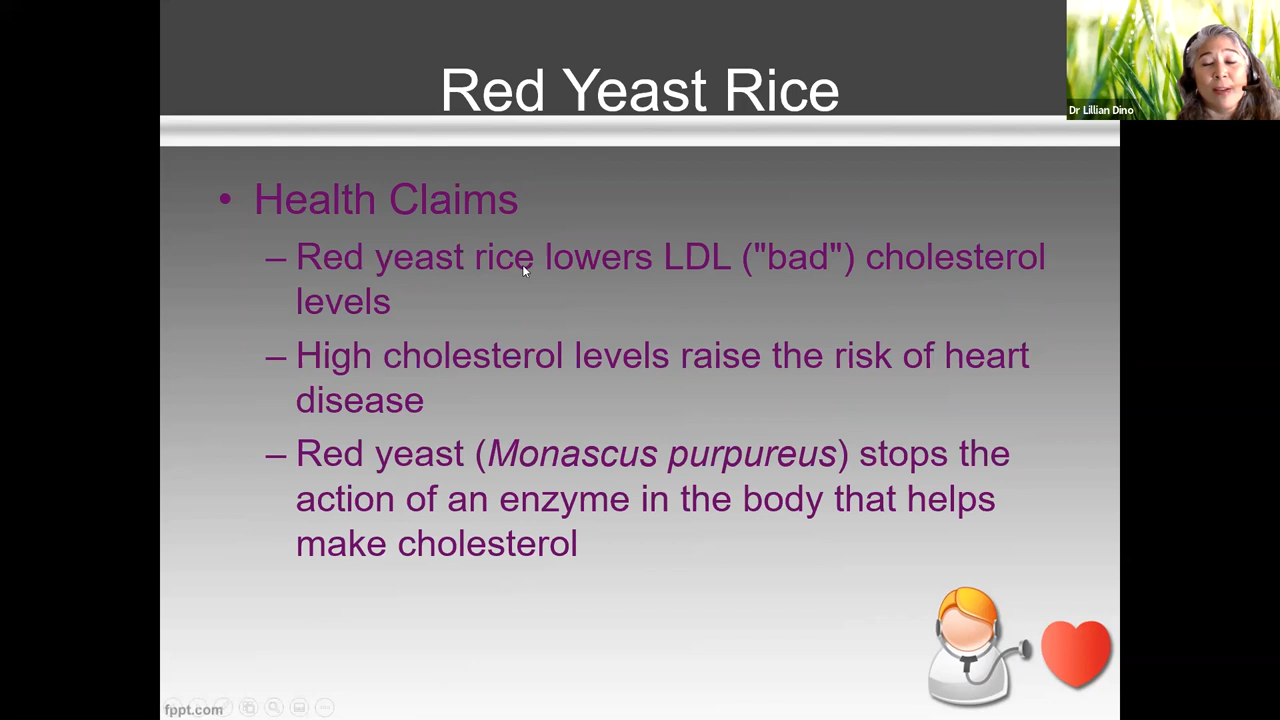 Red Yeast Rice
Dr Lillian Dino
• Health Claims
– Red yeast rice lowers LDL ("bad") cholesterol
levels
– High cholesterol levels raise the risk of heart
disease
– Red yeast (Monascus purpureus) stops the
action of an enzyme in the body that helps
make cholesterol
fppt.com